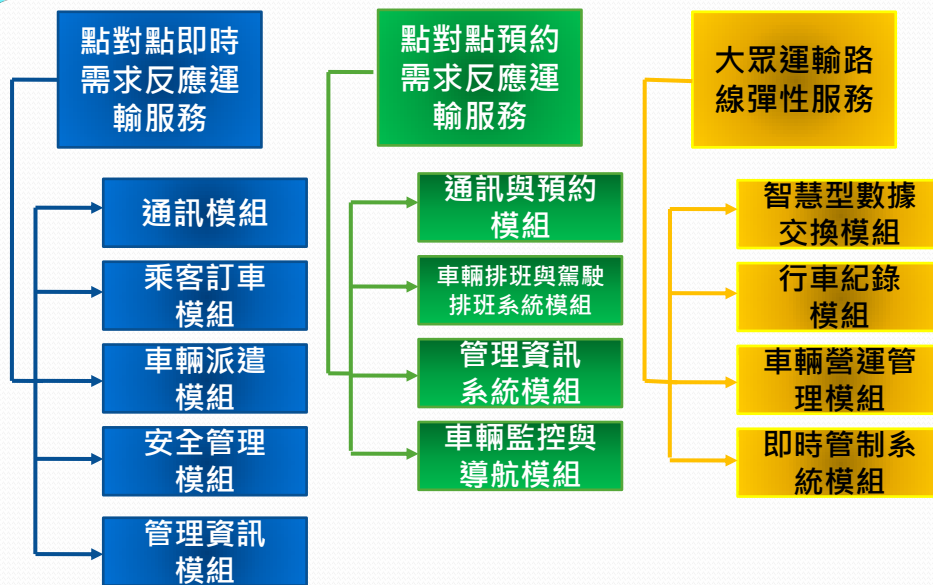 點對點即時
需求反應運
輸服務
通訊模組
乘客訂車
模組
車輛派遣
模組
安全管理
模組
管理資訊
模組
點對點預約
需求反應運
輸服務
通訊與預約
模組
車輛排班與駕駛
排班系統模組
管理資訊
系統模組
車輛監控與
導航模組
大眾運輸路
線彈性服務
智慧型數據
交換模組
行車紀錄
模組
車輛營運管
理模組
即時管制系
統模組